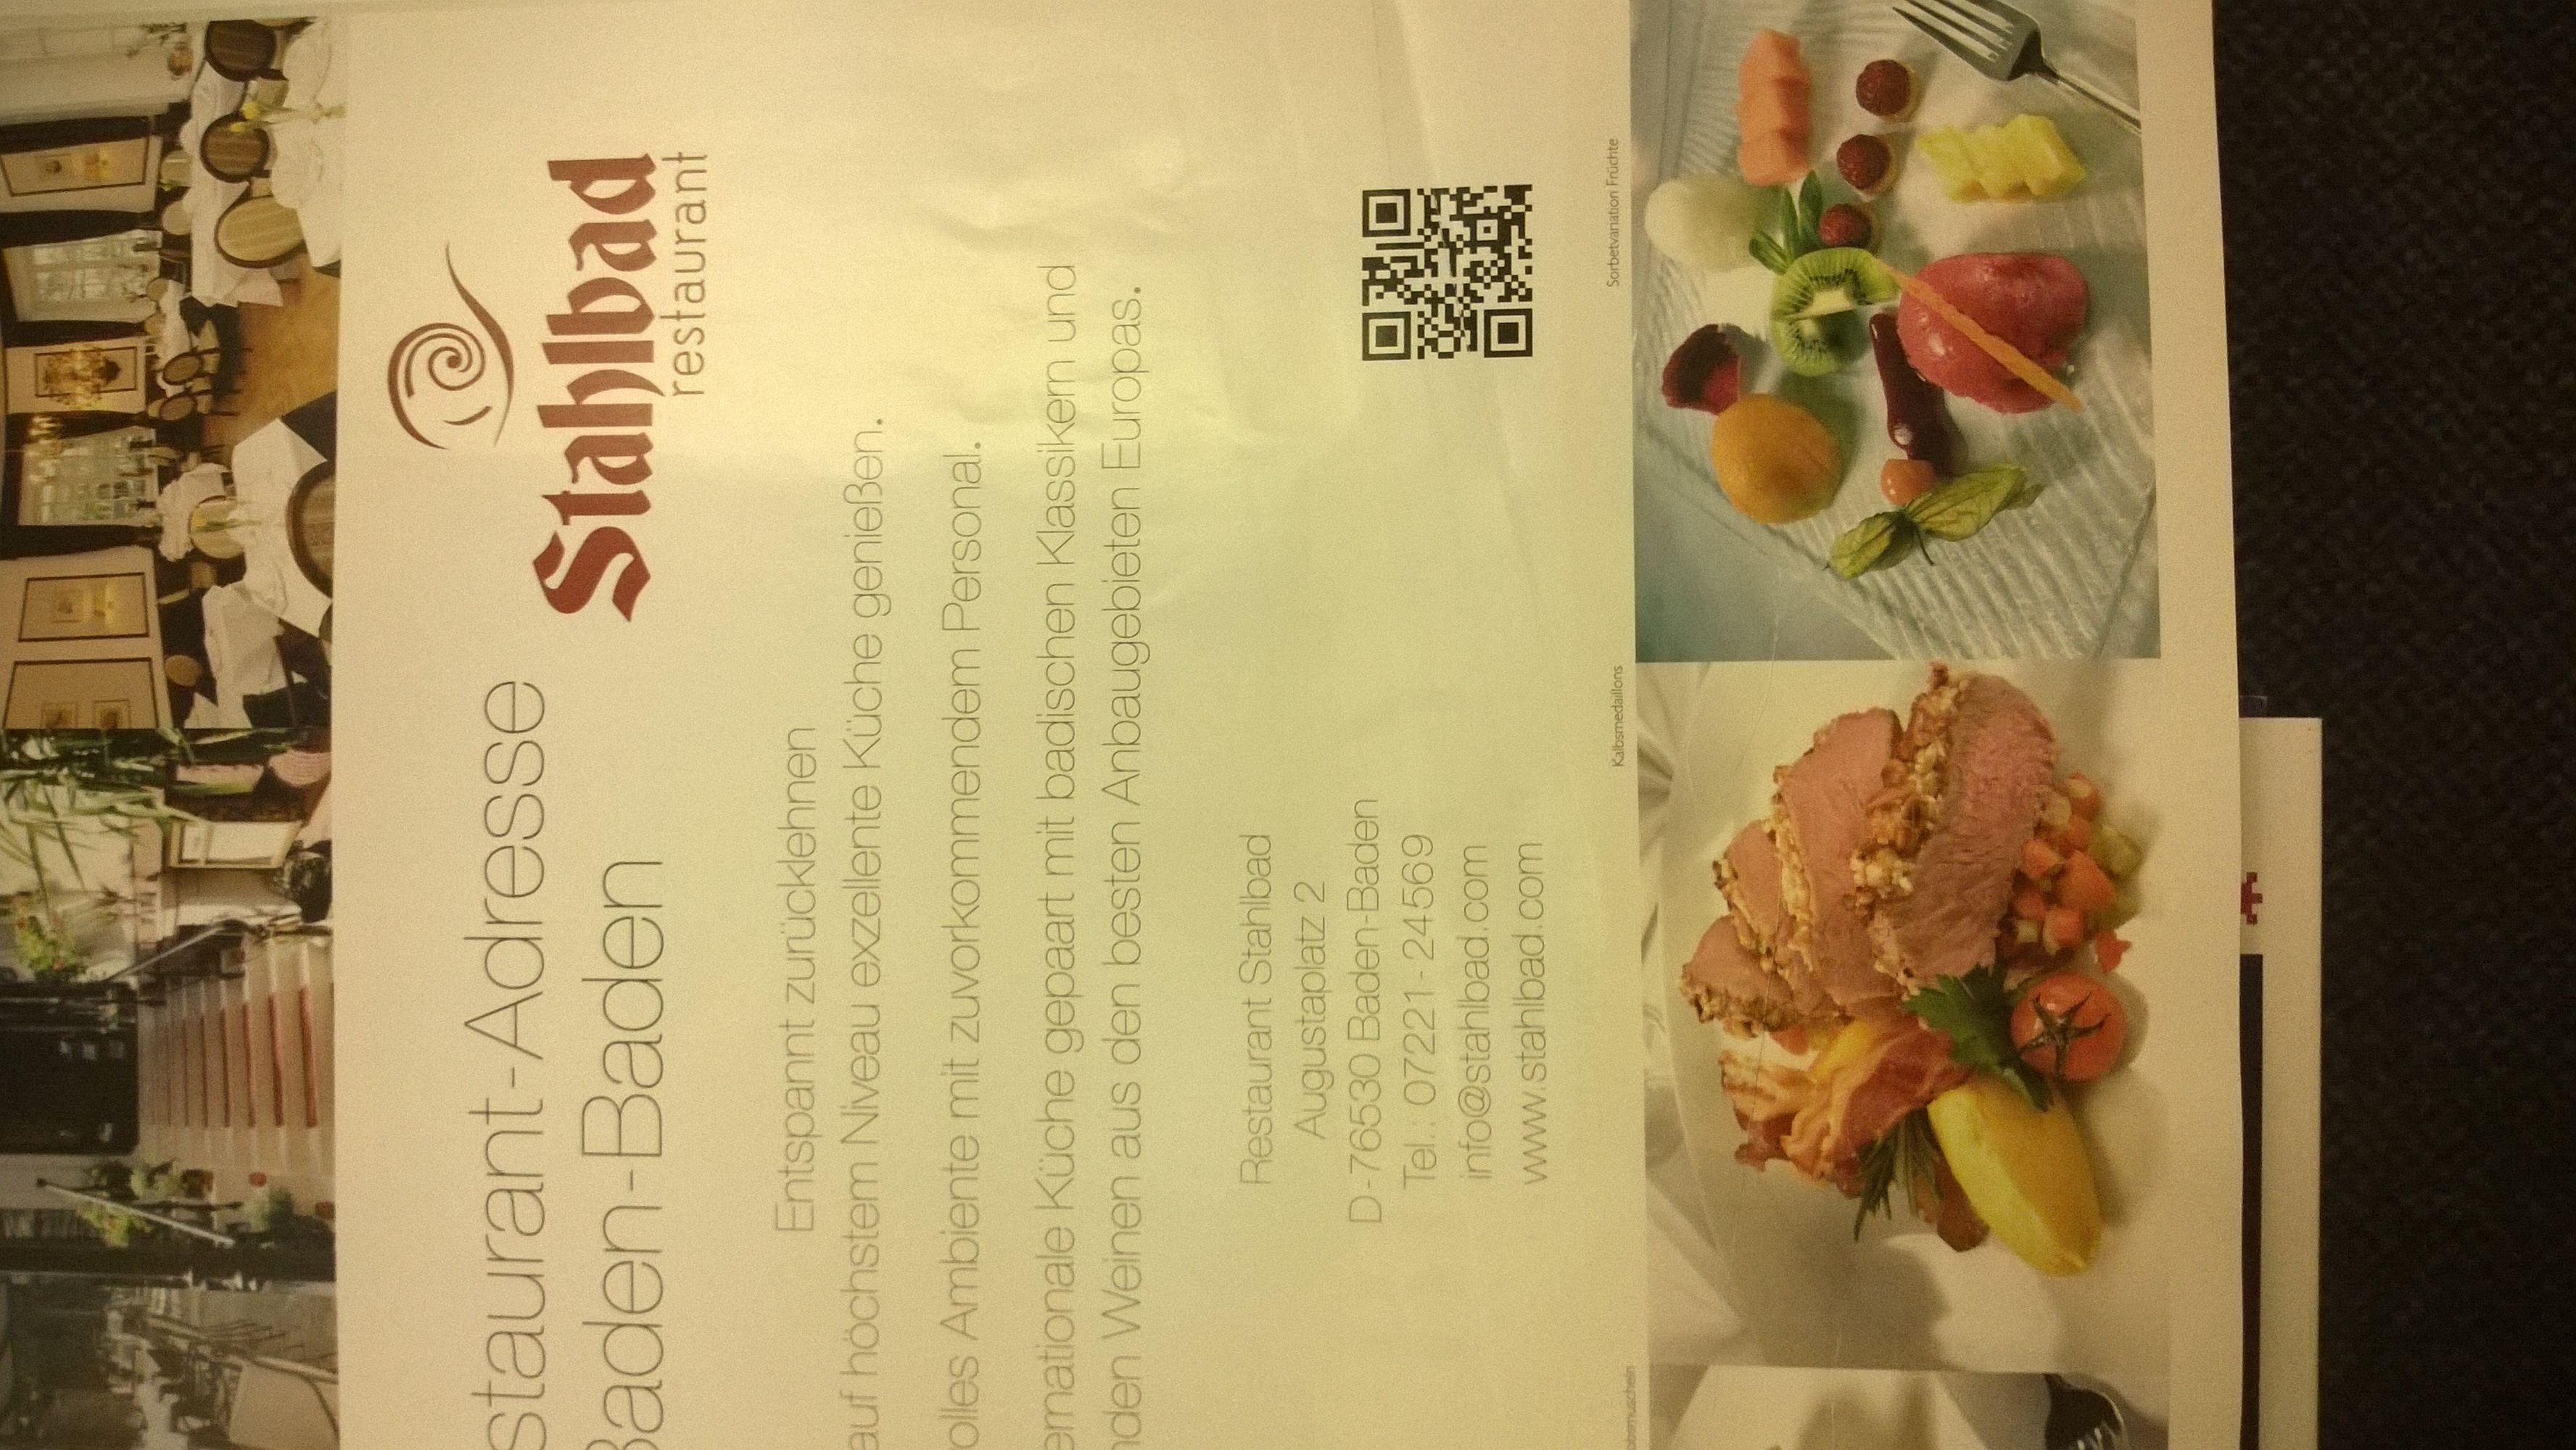 staurant-Adresse
Baden-Baden
Stahlbad
restaurant
Entspannt zurücklehnen
auf höchstem Niveau exzellente Küche genießen.
olles Ambiente mit zuvorkommendem Personal.
ernationale Küche gepaart mit badischen Klassikern und
nden Weinen aus den besten Anbaugebieten Europas.
Restaurant Stahlbad
Augustaplatz 2
D-76530 Baden-Baden
Tel.: 07221- 24569
info@stahlbad.com
www.stahlbad.com
Kalbsmedaillons
Sorbetvariation Früchte